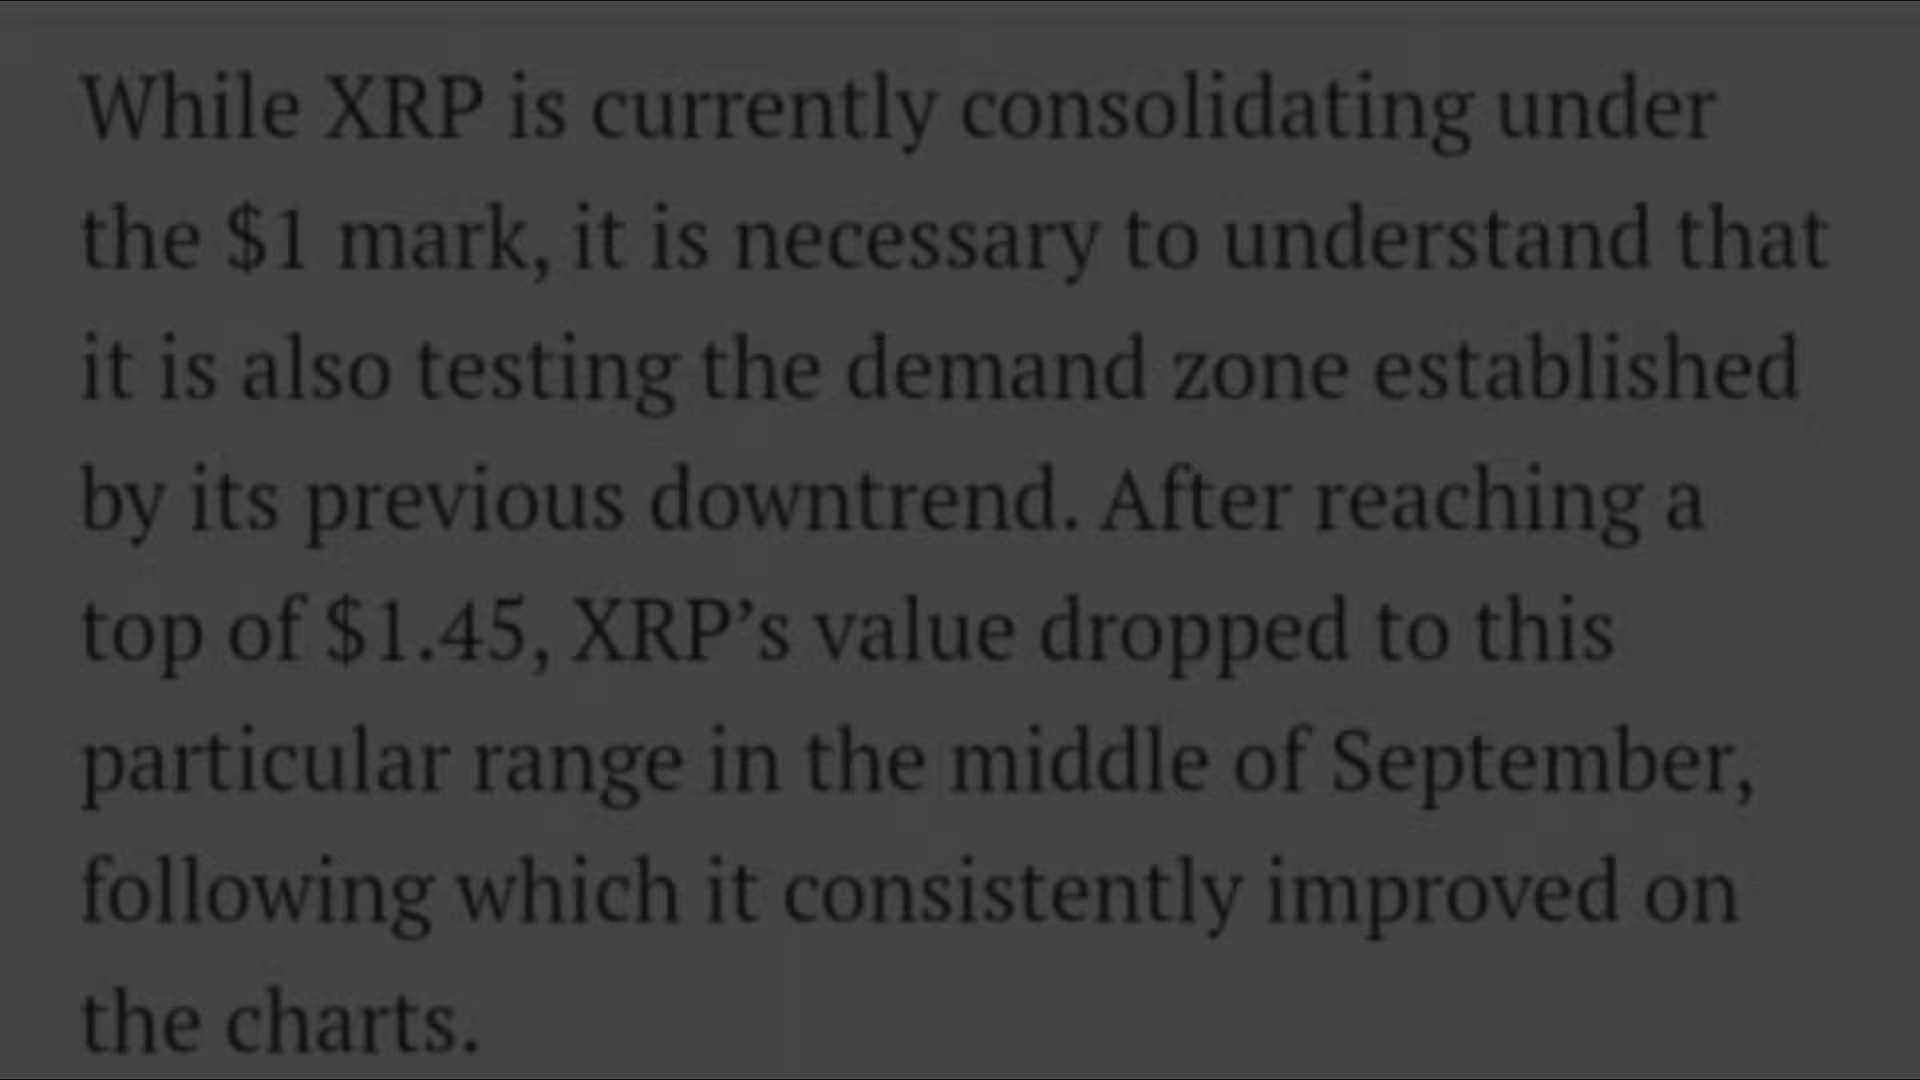 While XRP is currently consolidating under
the $1 mark, it is necessary to understand that
it is also testing the demand zone established
by its previous downtrend. After reaching a
top of $1.45, XRP’s value dropped to this
particular range in the middle of September,
following which it consistently improved on
the charts.